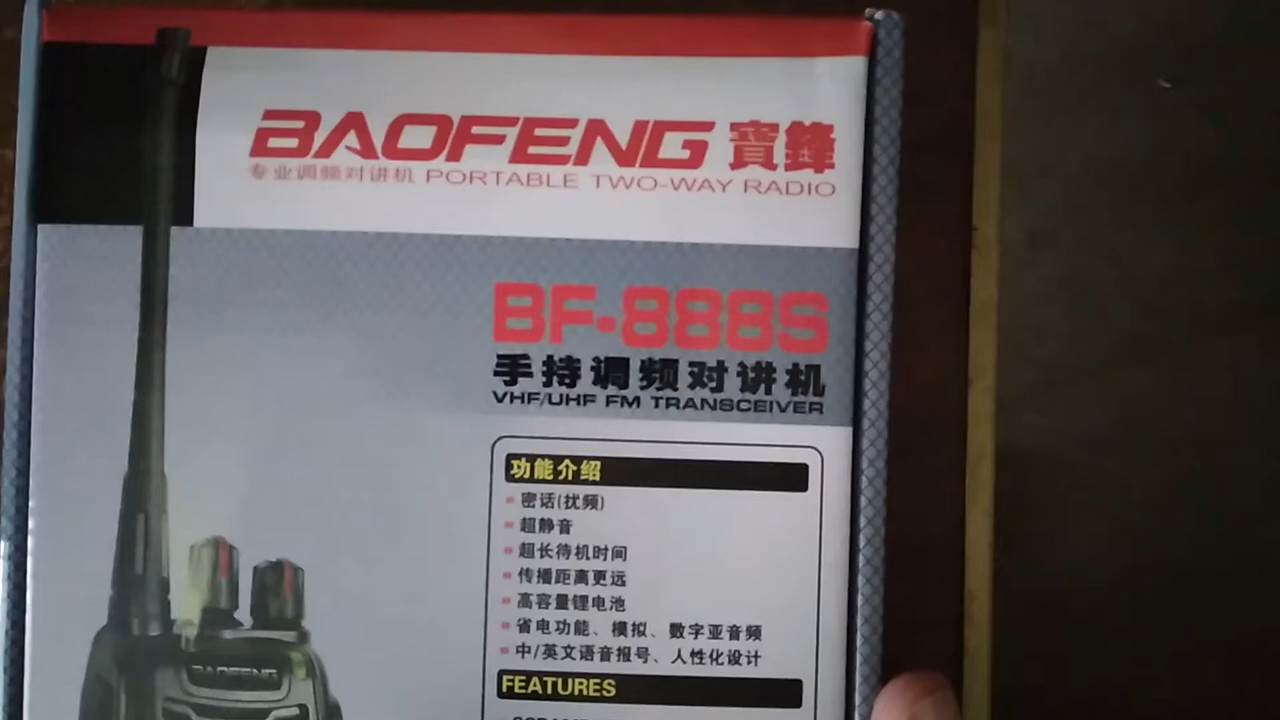 BAOFENG 寳鋒
专业调频对讲机 PORTABLE TWO-WAY RADIO
BF-888S
手持调频对讲机
VHF/UHF FM TRANSCEIVER
功能介绍
密话(扰频)
超静音
超长待机时间
传播距离更远
高容量锂电池
省电功能、模拟、数字亚音频
中/英文语音报号、人性化设计
FEATURES
BAOFENG